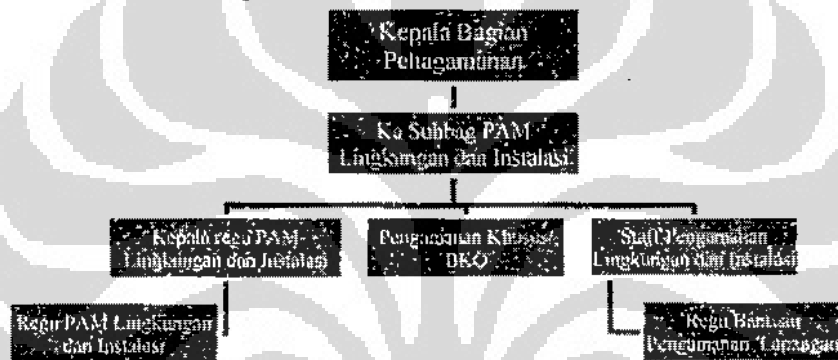 Kepala Bagian
Pengamanan
Ka Subbag PAM
Lingkungan dan Instalasi
Kepala regu PAM
Lingkungan dan Instalasi
Pengamanan Khusus
BKO
Staff Pengamanan
Lingkungan dan Instalasi
Regu PAM Lingkungan
dan Instalasi
Regu Bantuan
Pengamanan